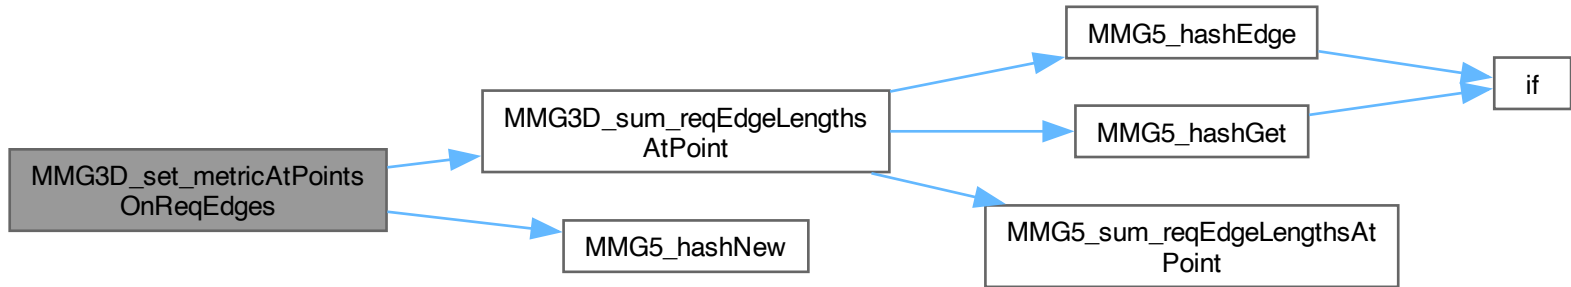 MMG3D_set_metricAtPoints
OnReqEdges
MMG3D_sum_reqEdgeLengths
AtPoint
MMG5_hashNew
MMG5_hashEdge
MMG5_hashGet
MMG5_sum_reqEdgeLengthsAt
Point
if